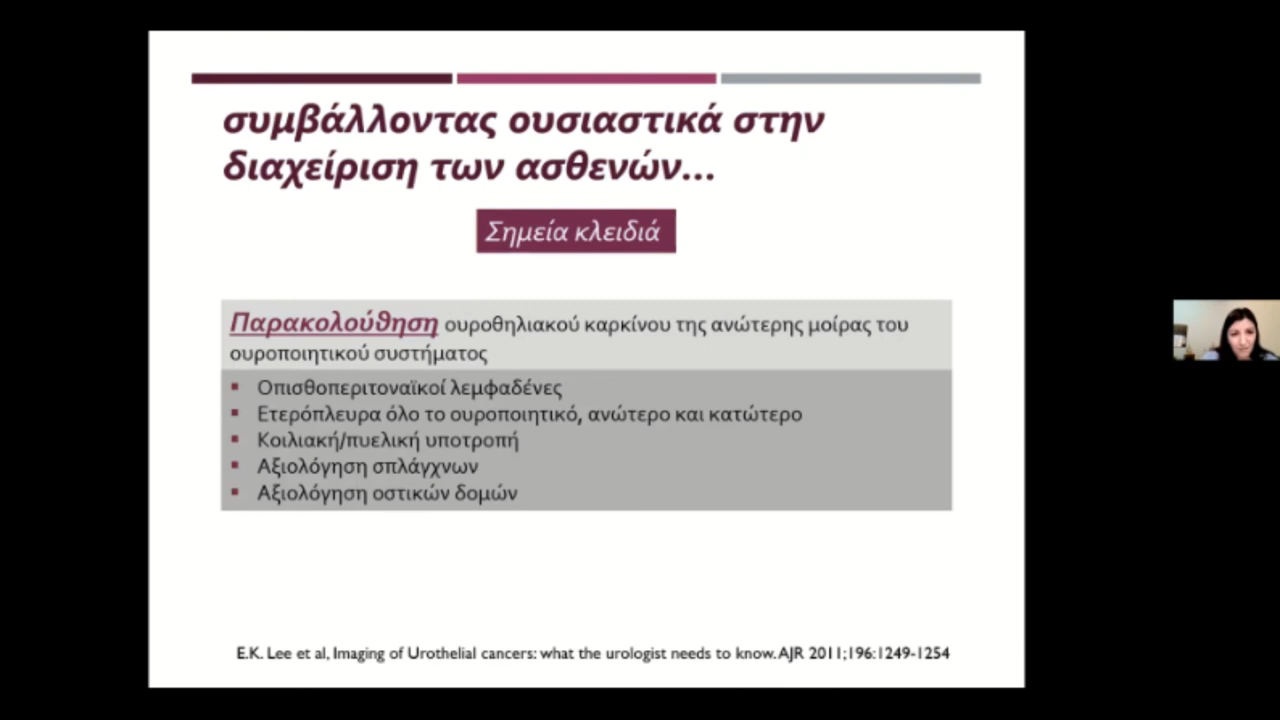 συμβάλλοντας ουσιαστικά στην
διαχείριση των ασθενών...
Σημεία κλειδιά
Παρακολούθηση ουροθηλιακού καρκίνου της ανώτερης μοίρας του
ουροποιητικού συστήματος
▪ Οπισθοπεριτοναϊκοί λεμφαδένες
▪ Ετερόπλευρα όλο το ουροποιητικό, ανώτερο και κατώτερο
▪ Κοιλιακή/πυελική υποτροπή
▪ Αξιολόγηση σπλάγχνων
▪ Αξιολόγηση οστικών δομών
E.K. Lee et al, Imaging of Urothelial cancers: what the urologist needs to know. AJR 2011;196:1249-1254